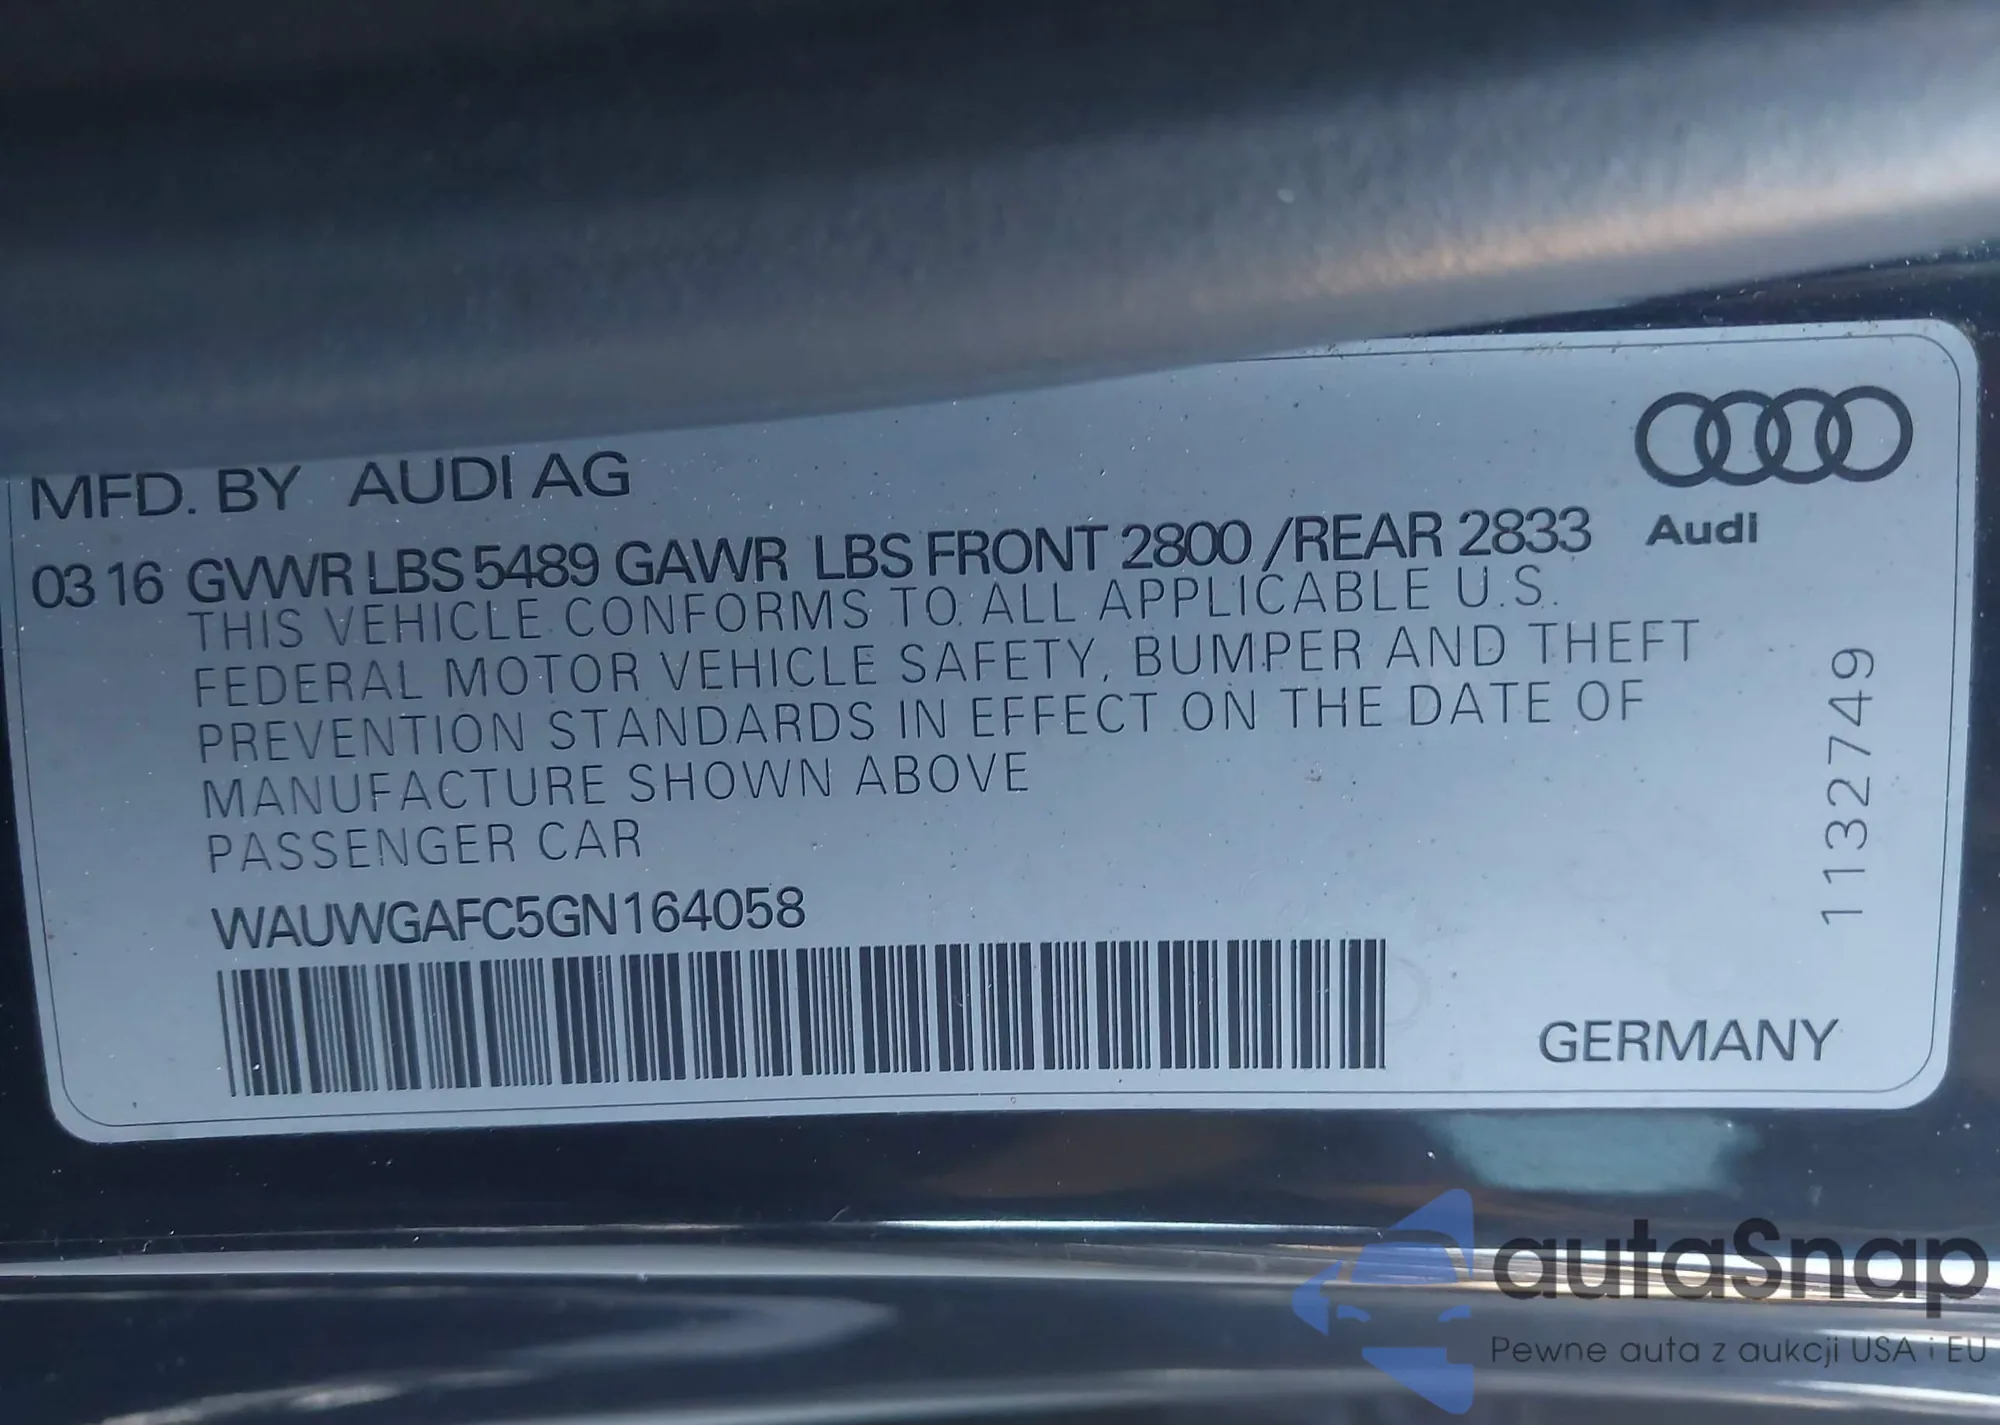 MFD. BY AUDI AG
03 16 GVWR LBS 5489 GAWR LBS FRONT 2800 /REAR 2833
Audi
THIS VEHICLE CONFORMS TO ALL APPLICABLE U.S.
FEDERAL MOTOR VEHICLE SAFETY, BUMPER AND THEFT
PREVENTION STANDARDS IN EFFECT ON THE DATE OF
MANUFACTURE SHOWN ABOVE
PASSENGER CAR
WAUWGAFC5GN164058
1132749
GERMANY
autaSnap
Pewne auta z aukcji USA i EU